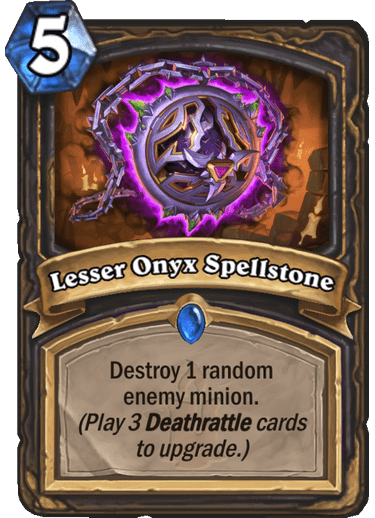 5
Lesser Onyx Spellstone
Destroy 1 random
enemy minion.
(Play 3 Deathrattle cards
to upgrade.)